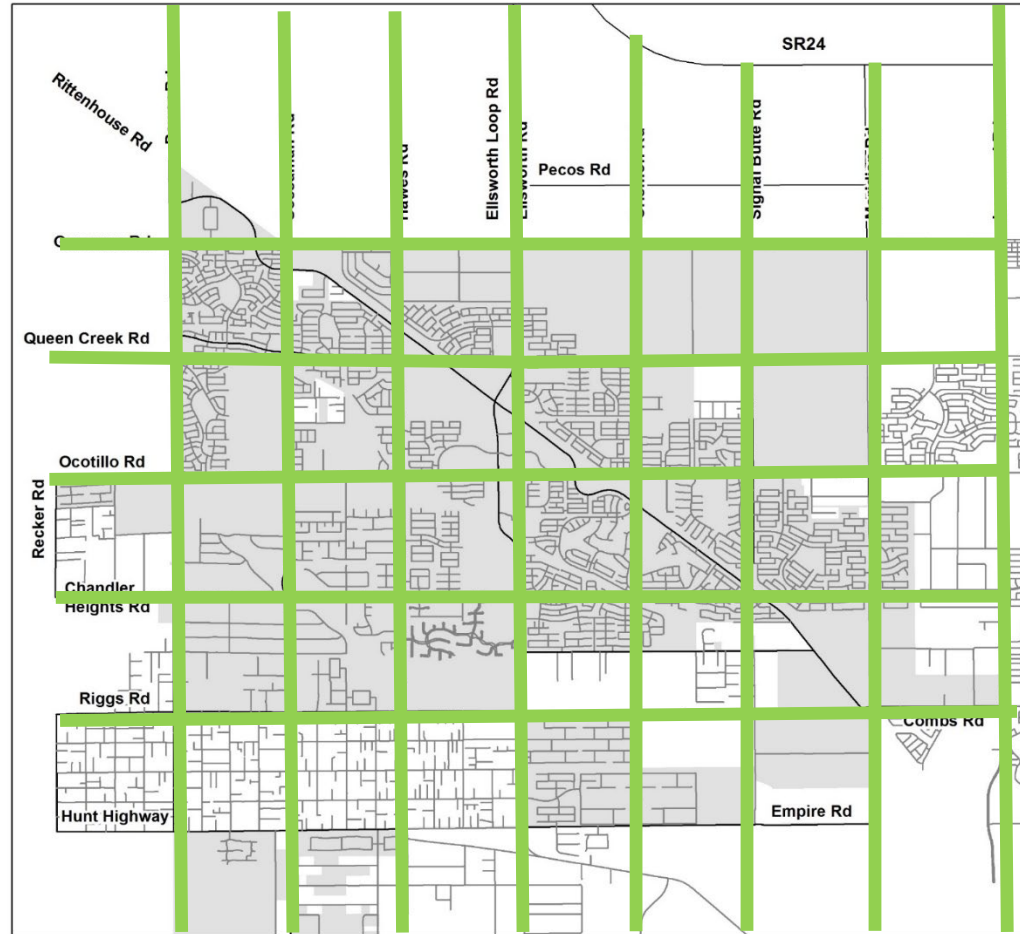 SR24
Rittenhouse Rd
Ellsworth Loop Rd
Ellsworth Rd
Pecos Rd
Signal Butte Rd
Hawes Rd
Queen Creek Rd
Ocotillo Rd
Recker Rd
Chandler
Heights Rd
Riggs Rd
Combs Rd
Hunt Highway
Empire Rd